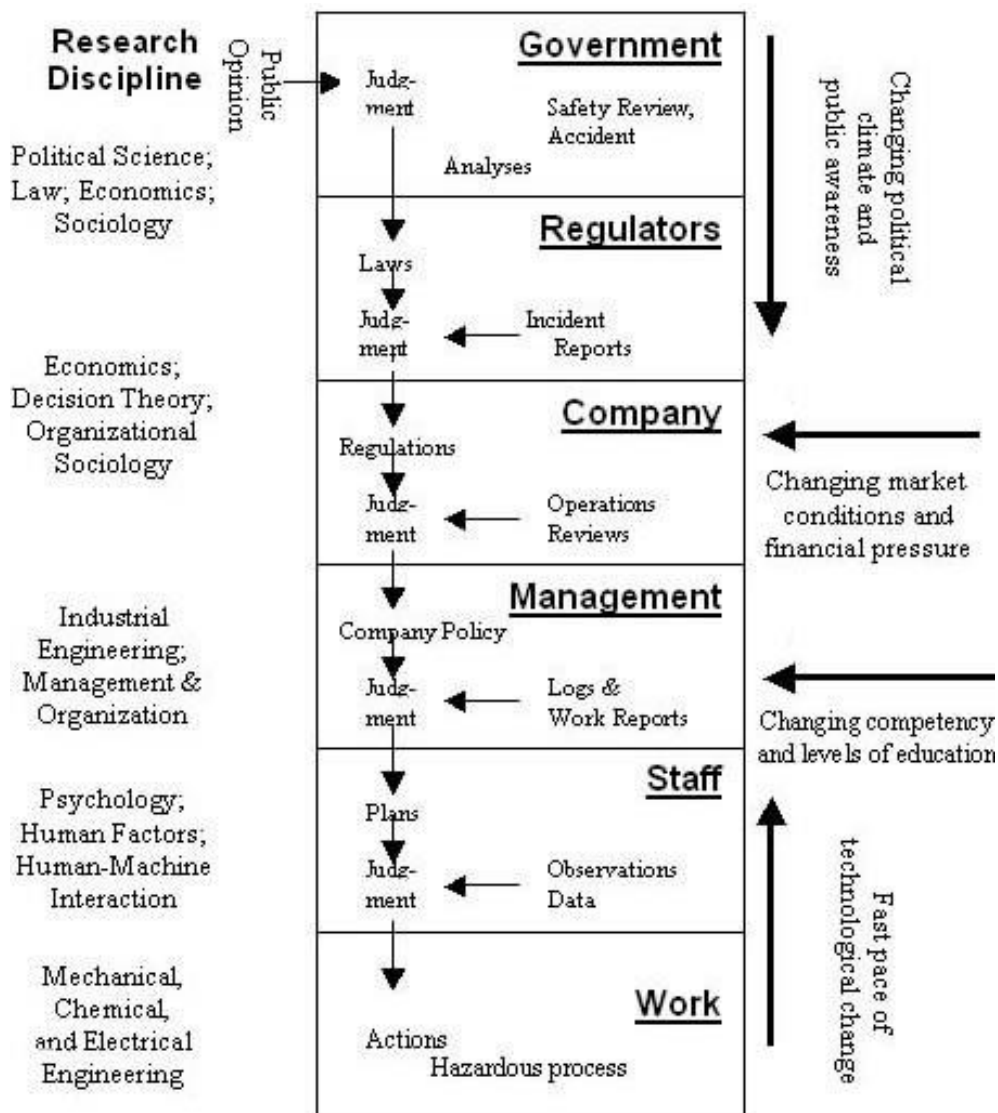 Research
Discipline
Public
Opinion
Political Science;
Law; Economics;
Sociology
Economics;
Decision Theory;
Organizational
Sociology
Industrial
Engineering;
Management &
Organization
Psychology;
Human Factors;
Human-Machine
Interaction
Mechanical,
Chemical,
and Electrical
Engineering
Government
Judg-
ment
Safety Review,
Accident
Analyses
Regulators
Laws
Judg-
ment
Incident
Reports
Company
Regulations
Judg-
ment
Operations
Reviews
Management
Company Policy
Judg-
ment
Logs &
Work Reports
Staff
Plans
Judg-
ment
Observations
Data
Work
Actions
Hazardous process
Changing political
climate and
public awareness
Changing market
conditions and
financial pressure
Changing competency
and levels of education
Fast pace of
technological change